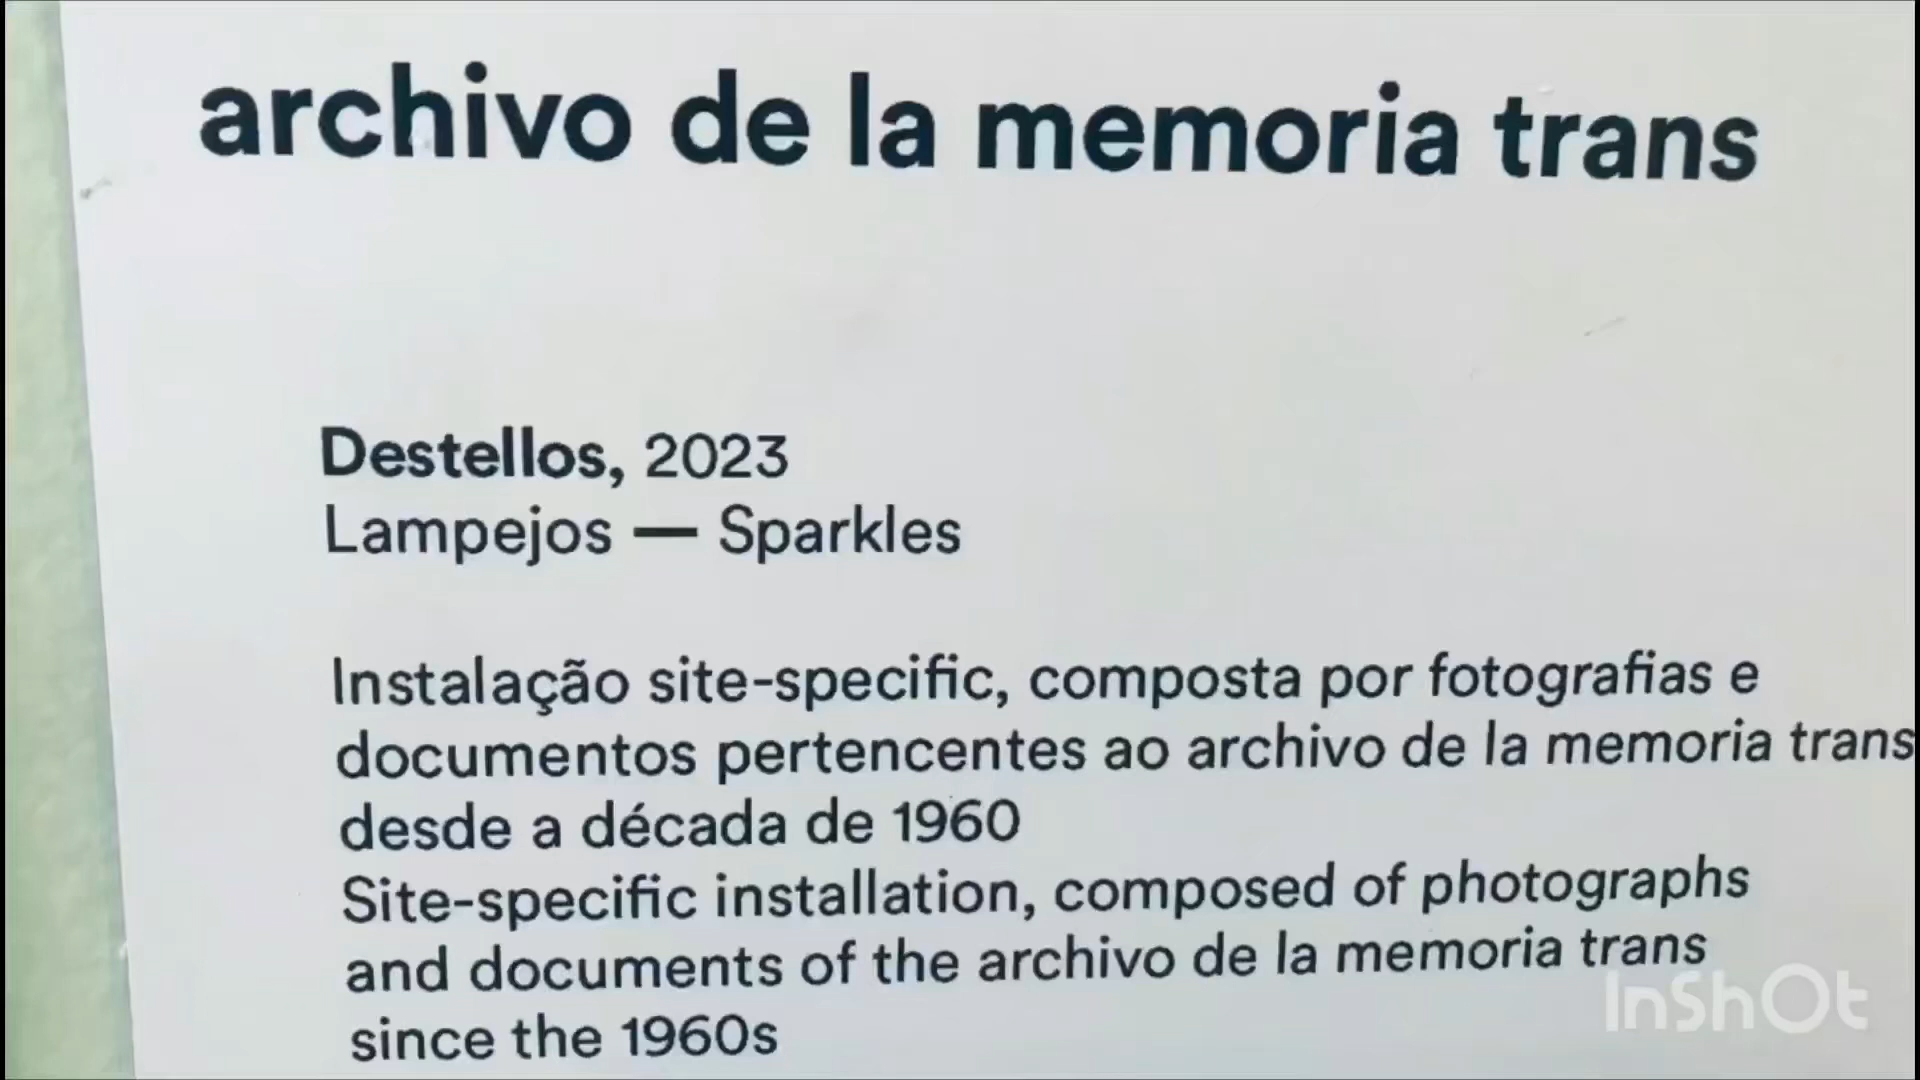 archivo de la memoria trans
Destellos, 2023
Lampejos — Sparkles
Instalação site-specific, composta por fotografias e
documentos pertencentes ao archivo de la memoria trans
desde a década de 1960
Site-specific installation, composed of photographs
and documents of the archivo de la memoria trans
since the 1960s
InShOt